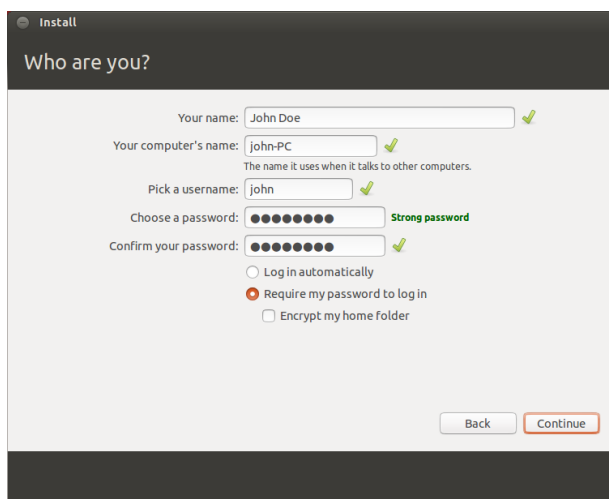 Install
Who are you?
Your name: John Doe
Your computer's name: john-PC
The name it uses when it talks to other computers.
Pick a username: john
Choose a password: ●●●●●●●● Strong password
Confirm your password: ●●●●●●●●
Log in automatically
Require my password to log in
Encrypt my home folder
Back Continue